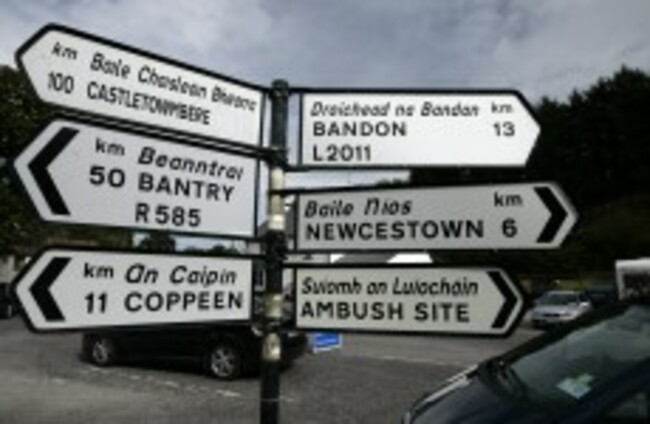 km Baile Chaisleán Bhéarra
100 CASTLETOWNBERE
km Beanntraí
50 BANTRY
R585
km An Caipín
11 COPPEEN
Droichead na Bandan km
BANDON 13
L2011
Baile Níos km
NEWCESTOWN 6
Suíomh an Luíocháin
AMBUSH SITE